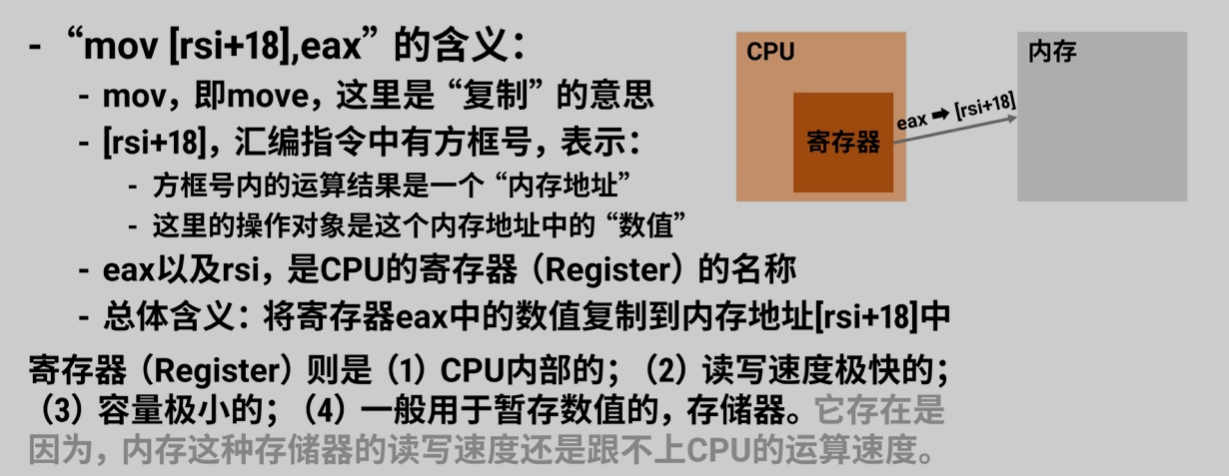 - “mov [rsi+18],eax” 的含义：
- mov，即move，这里是“复制”的意思
- [rsi+18]，汇编指令中有方框号，表示：
- 方框号内的运算结果是一个“内存地址”
- 这里的操作对象是这个内存地址中的“数值”
- eax以及rsi，是CPU的寄存器（Register）的名称
- 总体含义：将寄存器eax中的数值复制到内存地址[rsi+18]中
CPU
寄存器
eax ➡ [rsi+18]
内存
寄存器（Register）则是（1）CPU内部的；（2）读写速度极快的；
（3）容量极小的；（4）一般用于暂存数值的，存储器。它存在是
因为，内存这种存储器的读写速度还是跟不上CPU的运算速度。